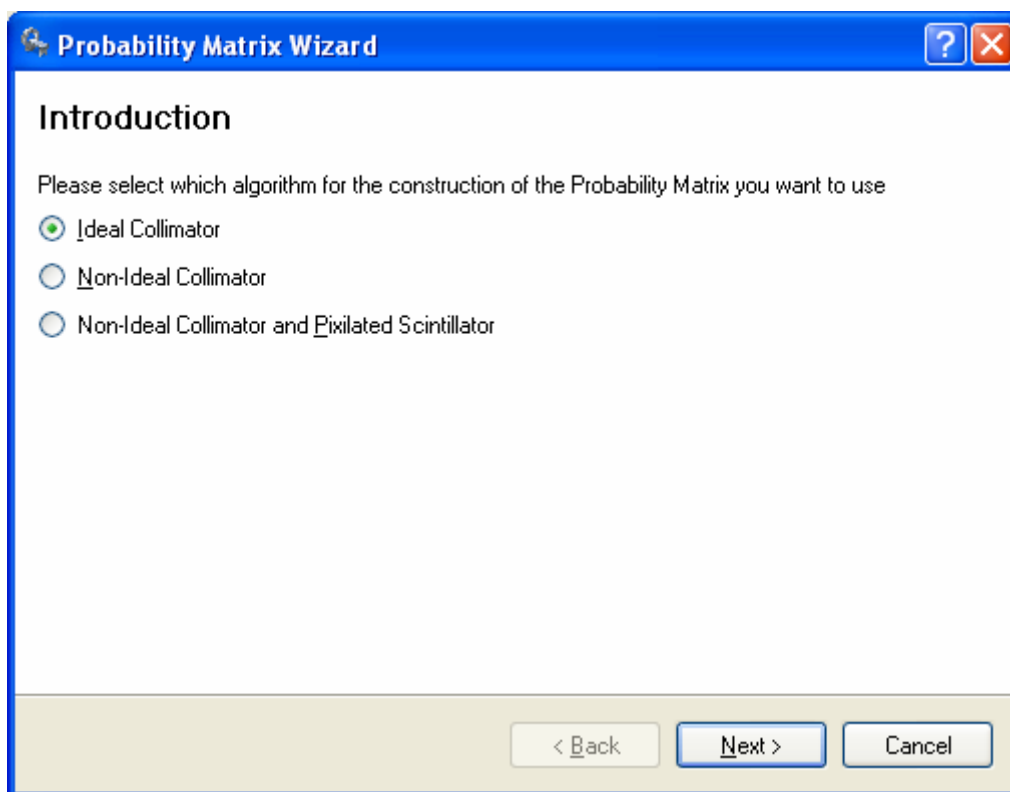 Probability Matrix Wizard
?
Introduction
Please select which algorithm for the construction of the Probability Matrix you want to use
Ideal Collimator
Non-Ideal Collimator
Non-Ideal Collimator and Pixilated Scintillator
< Back
Next >
Cancel